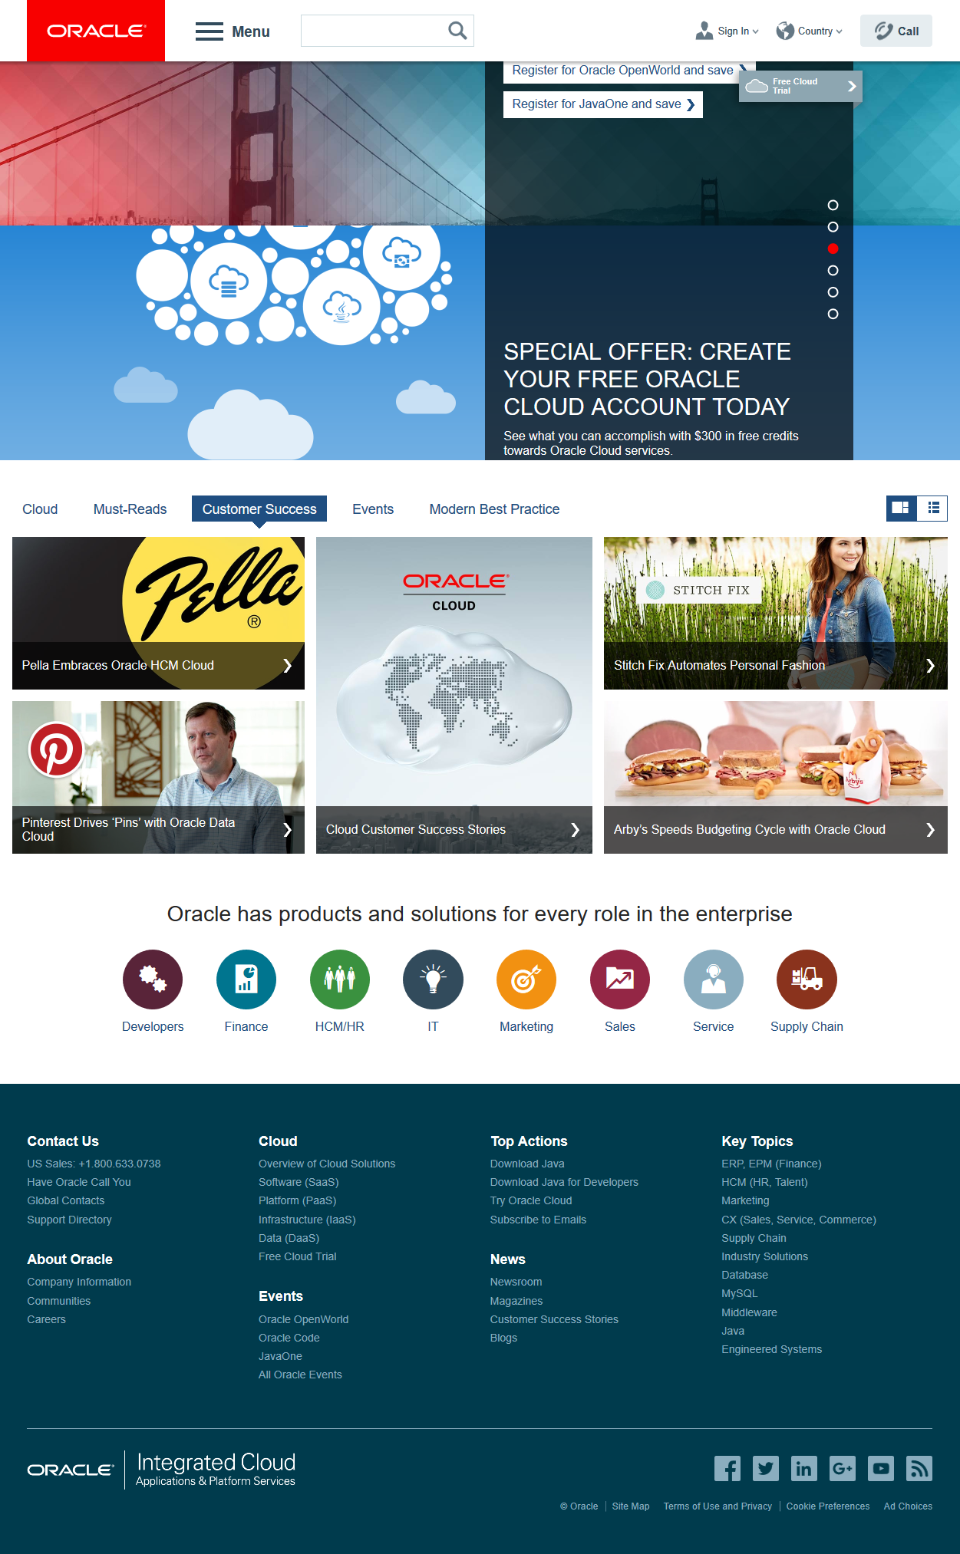 ORACLE
Menu
Sign In
Country
Call
Register for Oracle OpenWorld and save
Free Cloud
Trial
Register for JavaOne and save
SPECIAL OFFER: CREATE
YOUR FREE ORACLE
CLOUD ACCOUNT TODAY
See what you can accomplish with $300 in free credits
towards Oracle Cloud services.
Cloud
Must-Reads
Customer Success
Events
Modern Best Practice
Pella
®
Pella Embraces Oracle HCM Cloud
ORACLE
CLOUD
STITCH FIX
Stitch Fix Automates Personal Fashion
Pinterest Drives 'Pins' with Oracle Data
Cloud
Cloud Customer Success Stories
Arby's
Arby's Speeds Budgeting Cycle with Oracle Cloud
Oracle has products and solutions for every role in the enterprise
Developers
Finance
HCM/HR
IT
Marketing
Sales
Service
Supply Chain
Contact Us
US Sales: +1.800.633.0738
Have Oracle Call You
Global Contacts
Support Directory
About Oracle
Company Information
Communities
Careers
Cloud
Overview of Cloud Solutions
Software (SaaS)
Platform (PaaS)
Infrastructure (IaaS)
Data (DaaS)
Free Cloud Trial
Events
Oracle OpenWorld
Oracle Code
JavaOne
All Oracle Events
Top Actions
Download Java
Download Java for Developers
Try Oracle Cloud
Subscribe to Emails
News
Newsroom
Magazines
Customer Success Stories
Blogs
Key Topics
ERP, EPM (Finance)
HCM (HR, Talent)
Marketing
CX (Sales, Service, Commerce)
Supply Chain
Industry Solutions
Database
MySQL
Middleware
Java
Engineered Systems
ORACLE
Integrated Cloud
Applications & Platform Services
© Oracle
Site Map
Terms of Use and Privacy
Cookie Preferences
Ad Choices